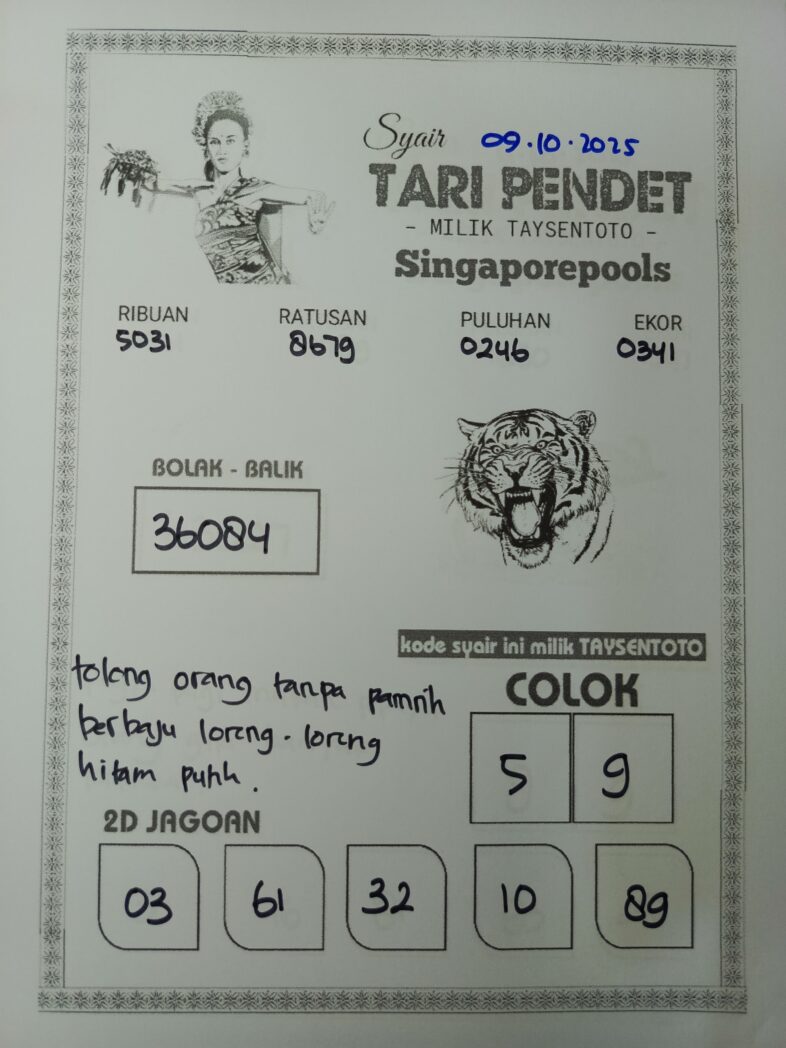 Syair 09.10.2025
TARI PENDET
- MILIK TAYSENTOTO -
Singaporepools
RIBUAN RATUSAN PULUHAN EKOR
5031 8679 0246 0341
BOLAK - BALIK
36084
kode syair ini milik TAYSENTOTO
tolong orang tanpa pamrih
berbaju loreng-loreng
hitam putih.
COLOK
5 9
2D JAGOAN
03 61 32 10 89